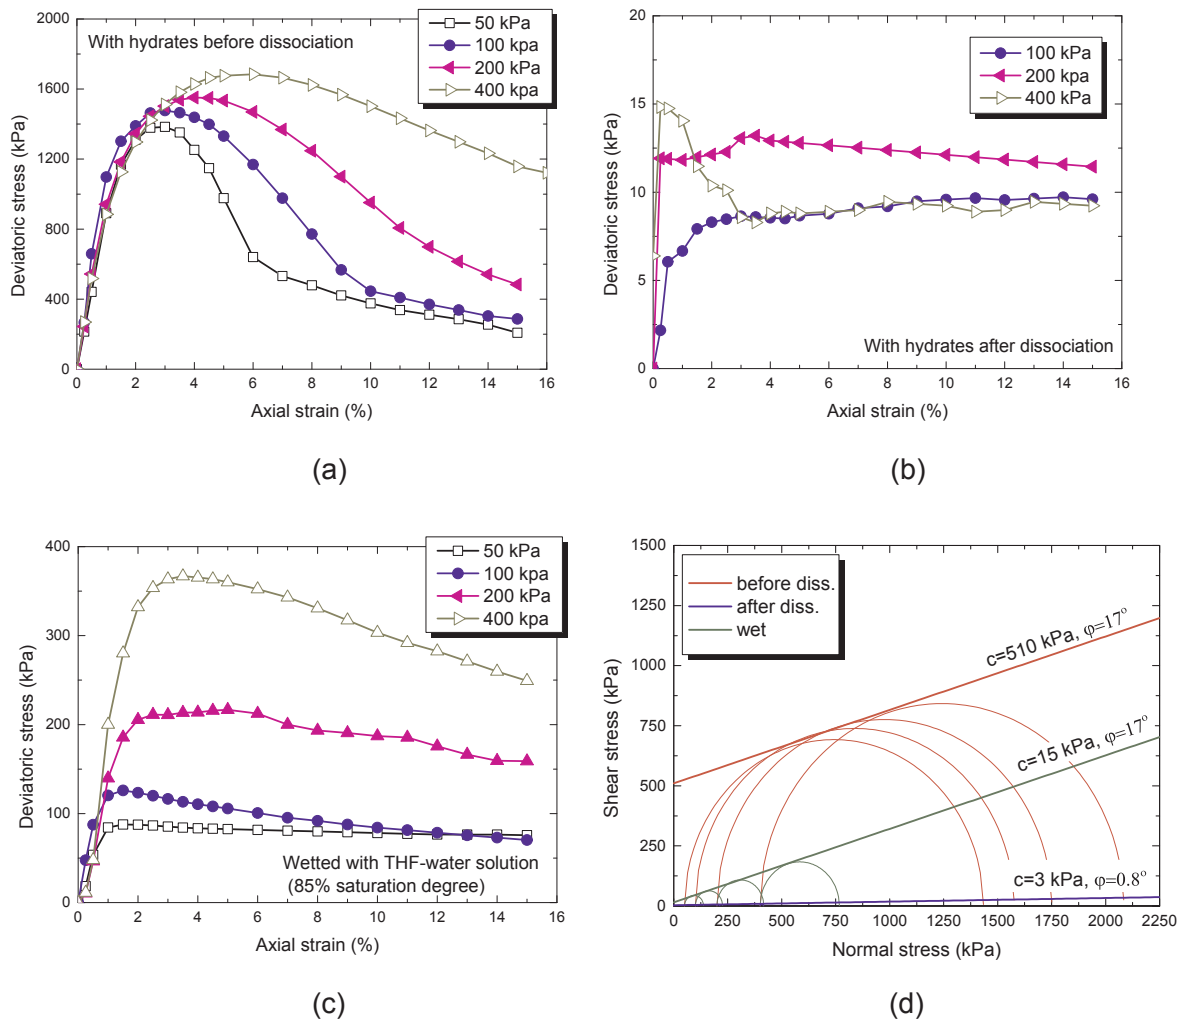 2000
1600
1200
800
400
0
Deviatoric stress (kPa)
With hydrates before dissociation
50 kPa
100 kpa
200 kPa
400 kpa
0 2 4 6 8 10 12 14 16
Axial strain (%)
(a)
20
15
10
5
0
Deviatoric stress (kPa)
100 kPa
200 kpa
400 kPa
With hydrates after dissociation
0 2 4 6 8 10 12 14 16
Axial strain (%)
(b)
400
300
200
100
0
Deviatoric stress (kPa)
50 kPa
100 kpa
200 kPa
400 kpa
Wetted with THF-water solution
(85% saturation degree)
0 2 4 6 8 10 12 14 16
Axial strain (%)
(c)
1500
1250
1000
750
500
250
0
Shear stress (kPa)
before diss.
after diss.
wet
c=510 kPa, φ=17°
c=15 kPa, φ=17°
c=3 kPa, φ=0.8°
0 250 500 750 1000 1250 1500 1750 2000 2250
Normal stress (kPa)
(d)